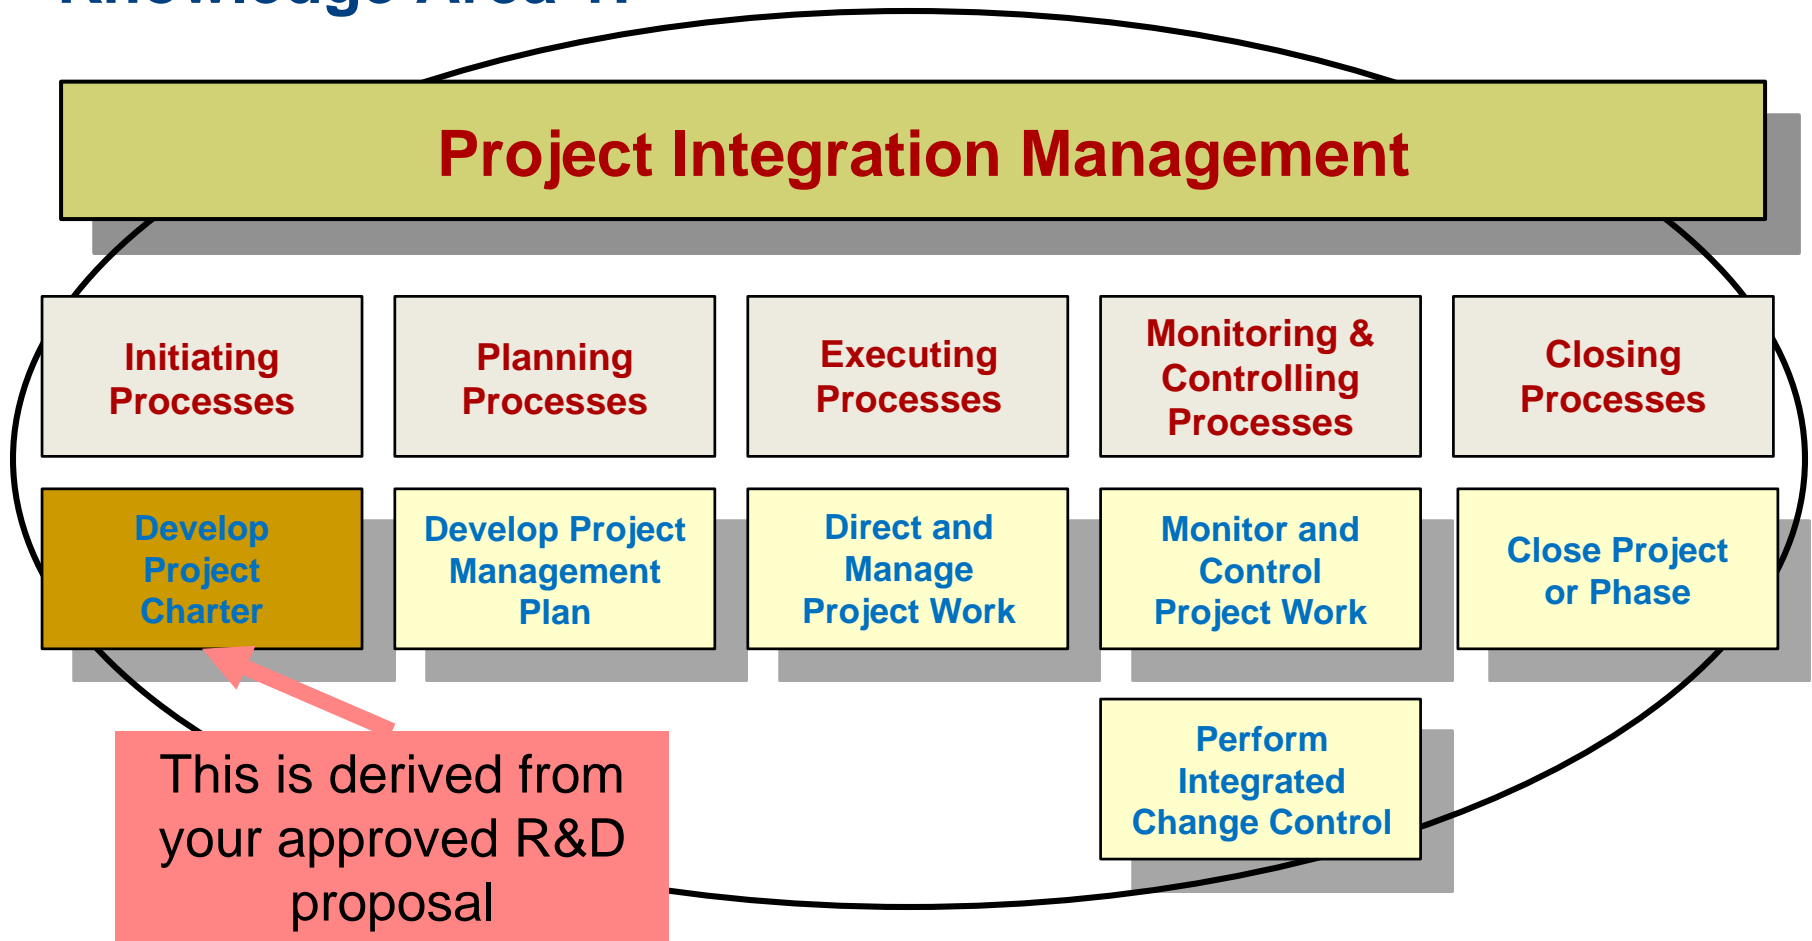 Knowledge Area
Project Integration Management
Initiating
Processes
Planning
Processes
Executing
Processes
Monitoring &
Controlling
Processes
Closing
Processes
Develop
Project
Charter
Develop Project
Management
Plan
Direct and
Manage
Project Work
Monitor and
Control
Project Work
Close Project
or Phase
Perform
Integrated
Change Control
This is derived from
your approved R&D
proposal